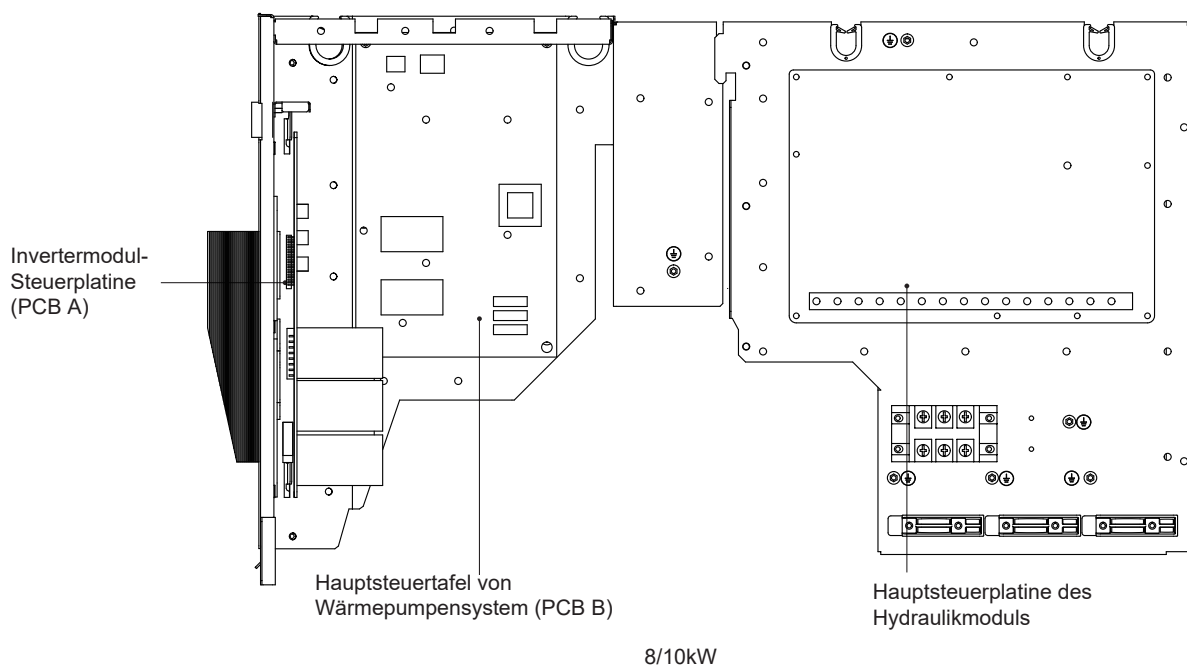 Invertermodul-
Steuerplatine
(PCB A)
Hauptsteuertafel von
Wärmepumpensystem (PCB B)
Hauptsteuerplatine des
Hydraulikmoduls
8/10kW